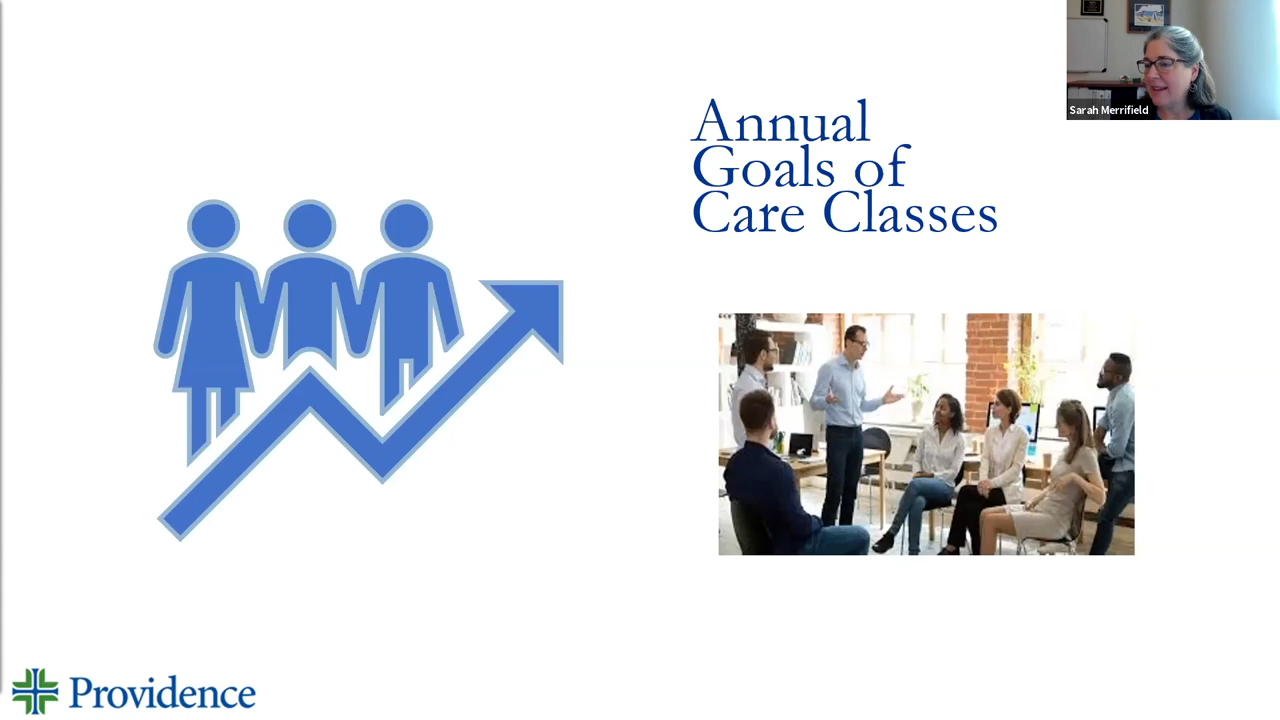 Sarah Merrifield
Annual
Goals of
Care Classes
Providence